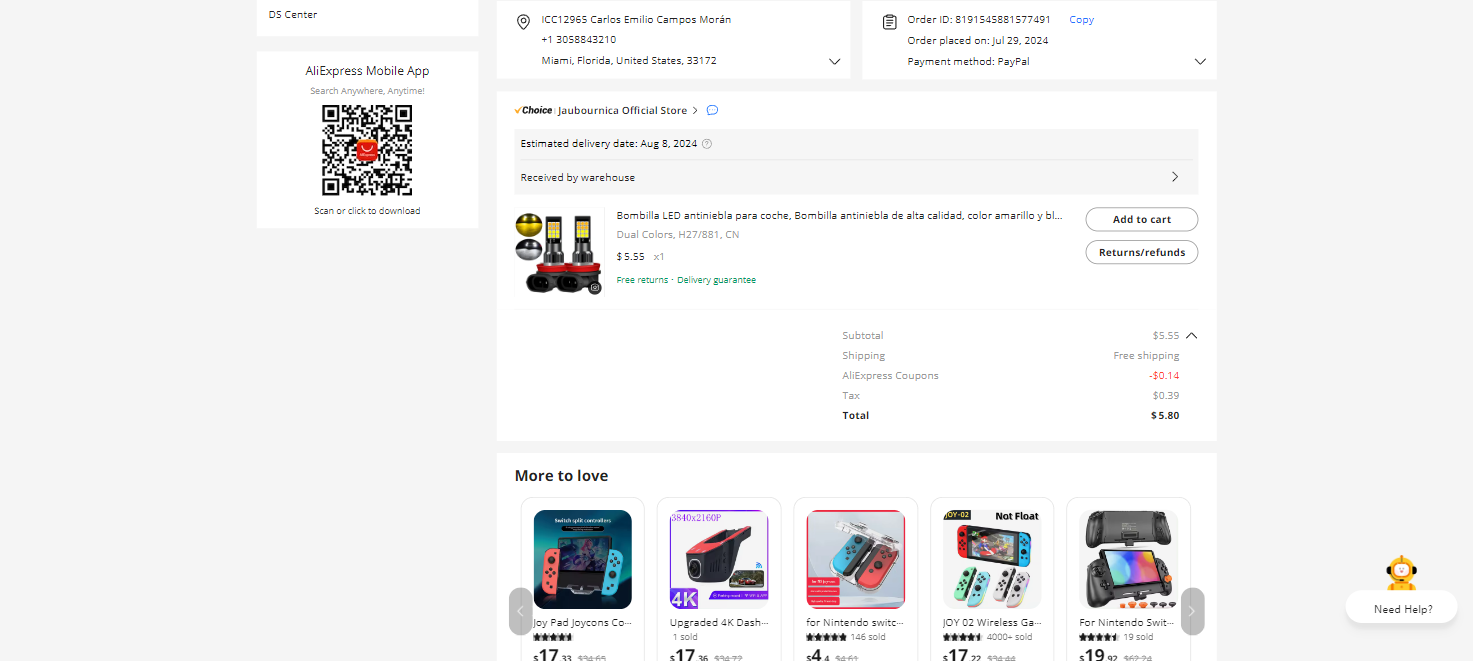 DS Center
AliExpress Mobile App
Search Anywhere, Anytime!
Scan or click to download
ICC12965 Carlos Emilio Campos Morán
+1 3058843210
Miami, Florida, United States, 33172
Order ID: 8191545881577491 Copy
Order placed on: Jul 29, 2024
Payment method: PayPal
Choice Jaubournica Official Store
Estimated delivery date: Aug 8, 2024
Received by warehouse
Bombilla LED antiniebla para coche, Bombilla antiniebla de alta calidad, color amarillo y bl...
Dual Colors, H27/881, CN
$5.55 x1
Free returns · Delivery guarantee
Add to cart
Returns/refunds
Subtotal $5.55
Shipping Free shipping
AliExpress Coupons -$0.14
Tax $0.39
Total $5.80
More to love
Switch split controllers
Joy Pad Joycons Co...
$17.33 $34.65
3840x2160P
4K
Upgraded 4K Dash...
1 sold
$17.36 $34.72
for Nintendo switc...
146 sold
$4.4 $4.61
JOY-02 Not Float
JOY 02 Wireless Ga...
4000+ sold
$17.22 $34.44
For Nintendo Swit...
19 sold
$19.92 $62.24
Need Help?